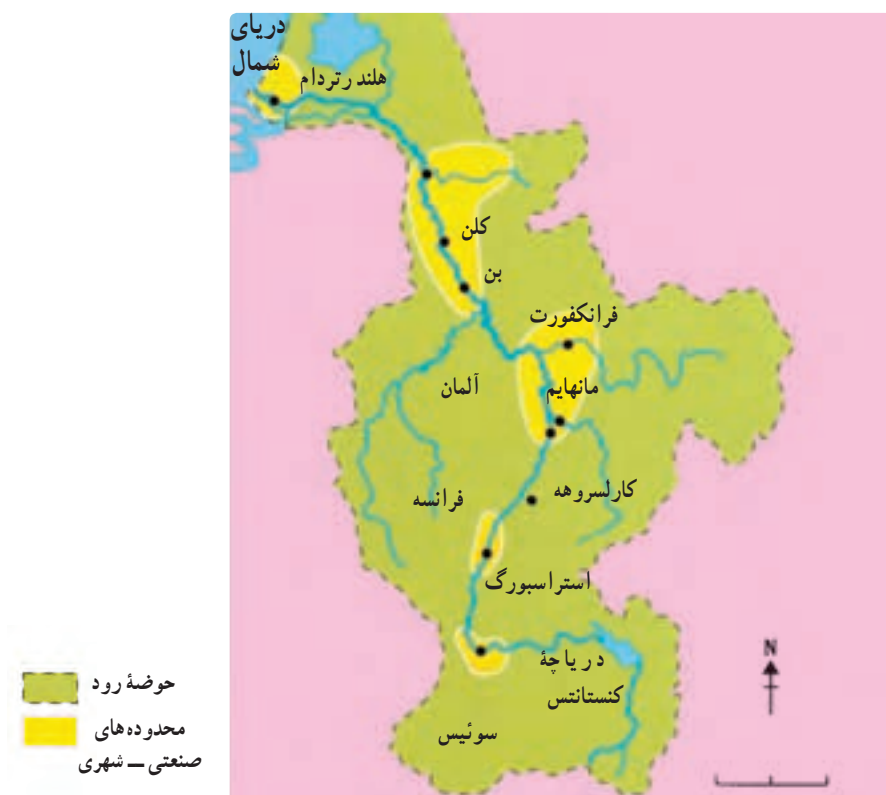 دریای
شمال
هلند رتردام
کلن
بن
فرانکفورت
آلمان
مانهایم
فرانسه
کارلسروهه
استراسبورگ
دریاچهٔ
کنستانتس
سوئیس
N
حوضهٔ رود
محدوده‌های
صنعتی ــ شهری